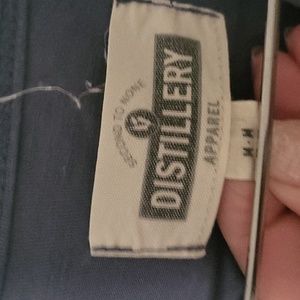 SECOND TO NONE
DISTILLERY
APPAREL
M·M